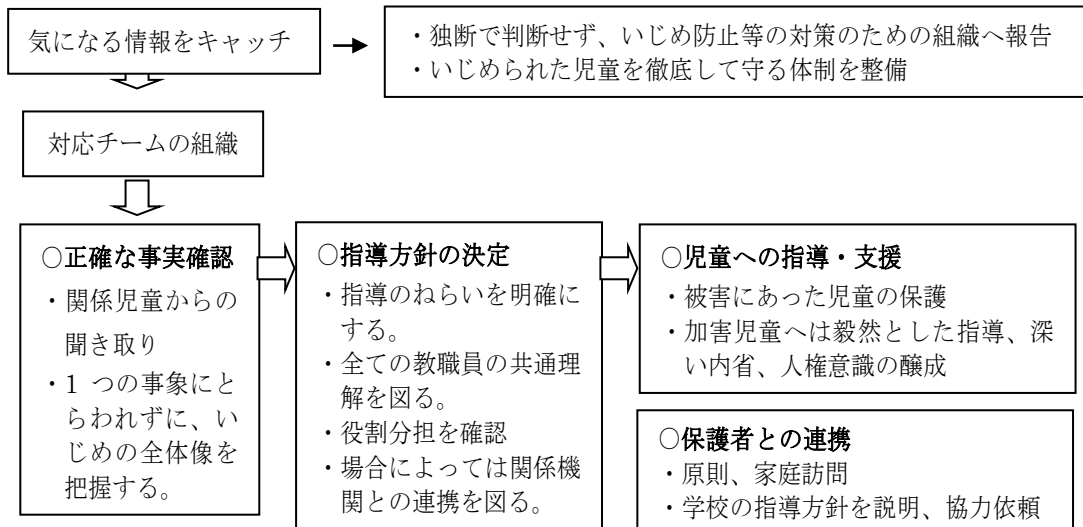 気になる情報をキャッチ
・独断で判断せず、いじめ防止等の対策のための組織へ報告
・いじめられた児童を徹底して守る体制を整備
対応チームの組織
○正確な事実確認
・関係児童からの
聞き取り
・1 つの事象にと
らわれずに、い
じめの全体像を
把握する。
○指導方針の決定
・指導のねらいを明確に
する。
・全ての教職員の共通理
解を図る。
・役割分担を確認
・場合によっては関係機
関との連携を図る。
○児童への指導・支援
・被害にあった児童の保護
・加害児童へは毅然とした指導、深
い内省、人権意識の醸成
○保護者との連携
・原則、家庭訪問
・学校の指導方針を説明、協力依頼